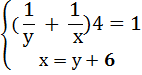 (1/y + 1/x)4 = 1
x = y + 6